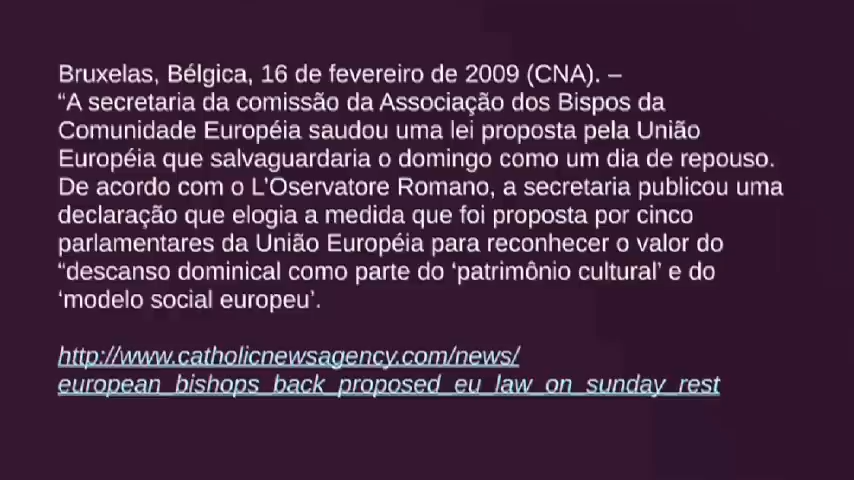 Bruxelas, Bélgica, 16 de fevereiro de 2009 (CNA). –
“A secretaria da comissão da Associação dos Bispos da
Comunidade Européia saudou uma lei proposta pela União
Européia que salvaguardaria o domingo como um dia de repouso.
De acordo com o L’Oservatore Romano, a secretaria publicou uma
declaração que elogia a medida que foi proposta por cinco
parlamentares da União Européia para reconhecer o valor do
“descanso dominical como parte do ‘patrimônio cultural’ e do
‘modelo social europeu’.
http://www.catholicnewsagency.com/news/
european_bishops_back_proposed_eu_law_on_sunday_rest